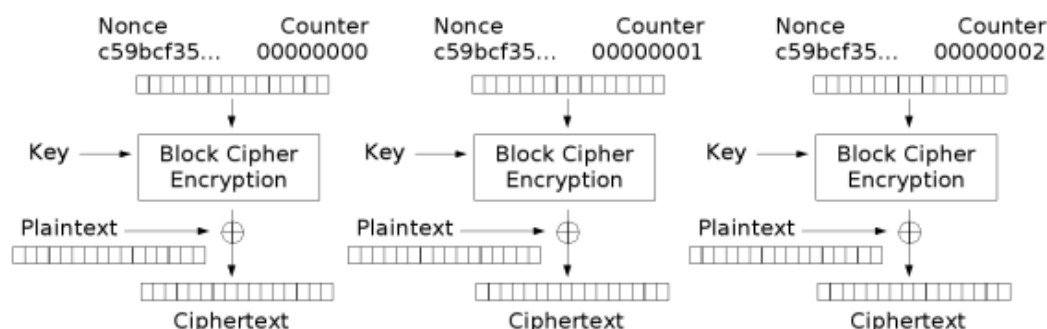 Nonce Counter Nonce Counter Nonce Counter
c59bcf35... 00000000 c59bcf35... 00000001 c59bcf35... 00000002
Key Block Cipher Encryption Key Block Cipher Encryption Key Block Cipher Encryption
Plaintext Plaintext Plaintext
Ciphertext Ciphertext Ciphertext